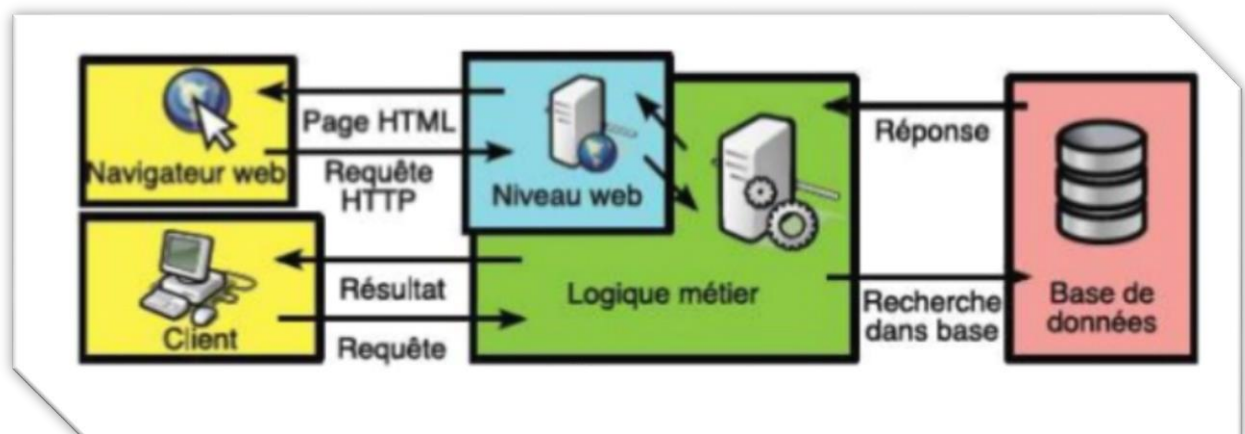 Page HTML
Navigateur web
Requête
HTTP
Niveau web
Réponse
Résultat
Client
Requête
Logique métier
Recherche
dans base
Base de
données